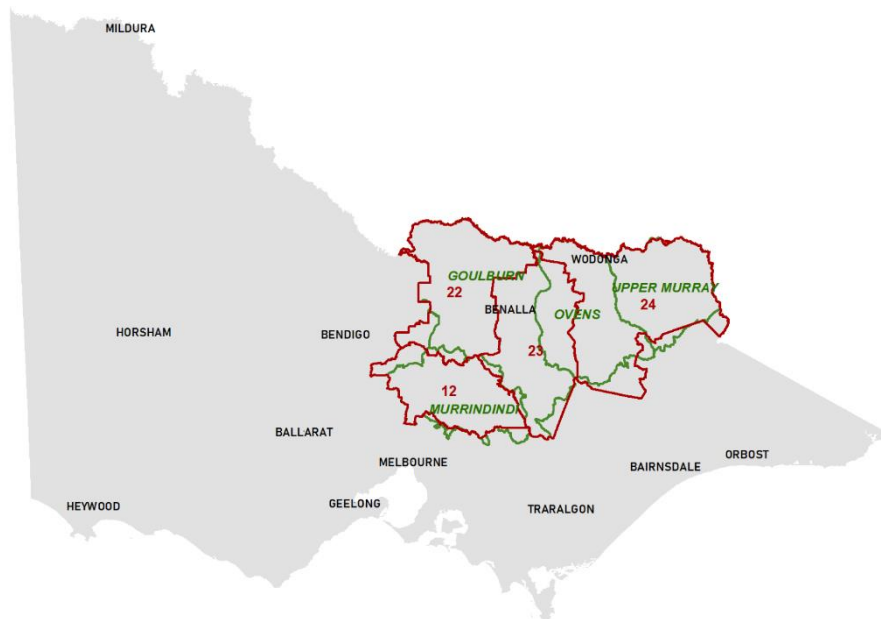 MILDURA
WODONGA
GOULBURN
22
UPPER MURRAY
24
BENALLA
OVENS
HORSHAM
BENDIGO
23
12
MURRINDINDI
BALLARAT
MELBOURNE
BAIRNSDALE
ORBOST
HEYWOOD
GEELONG
TRARALGON